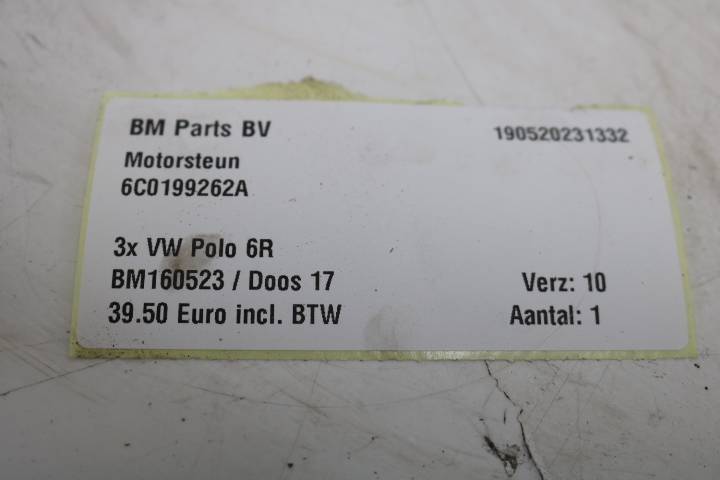 BM Parts BV 190520231332
Motorsteun
6C0199262A
3x VW Polo 6R
BM160523 / Doos 17 Verz: 10
39.50 Euro incl. BTW Aantal: 1